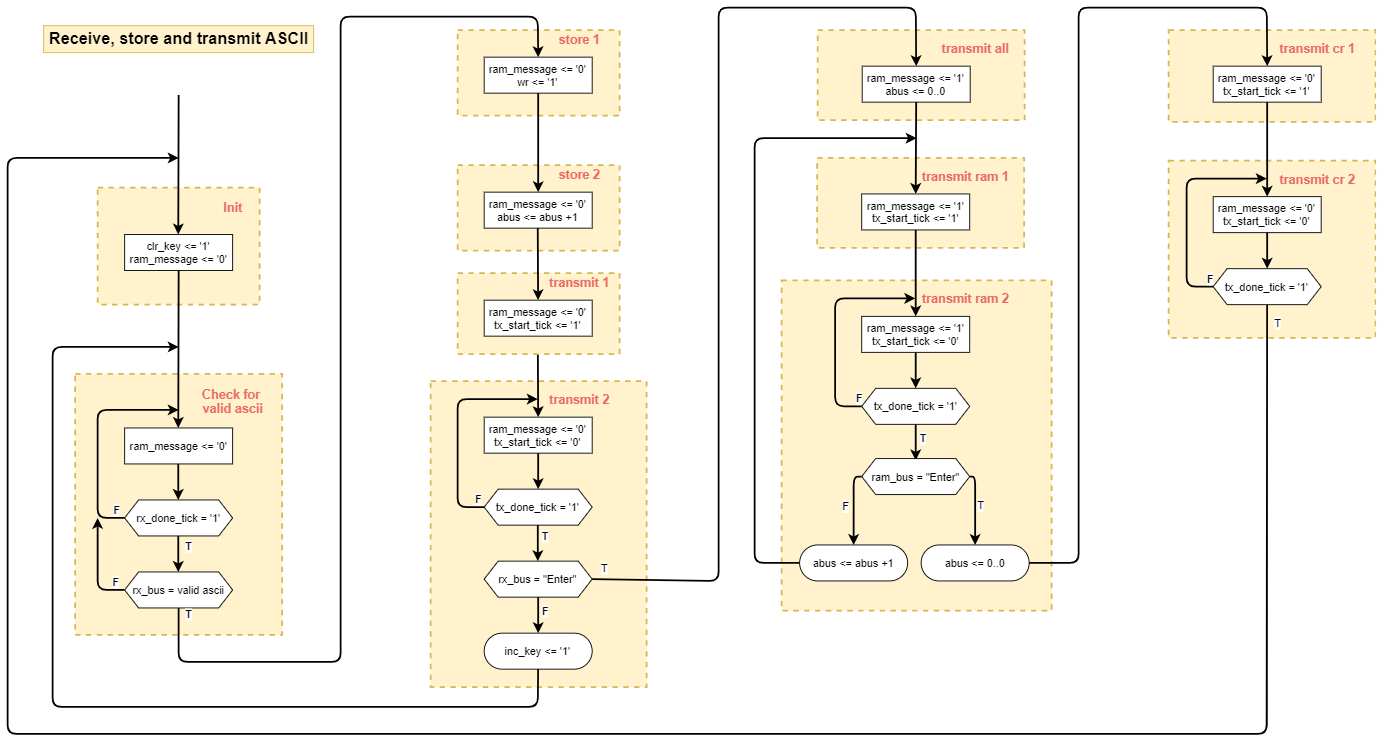 Receive, store and transmit ASCII
Init
clr_key <= '1'
ram_message <= '0'
Check for
valid ascii
ram_message <= '0'
rx_done_tick = '1'
F
T
rx_bus = valid ascii
F
T
store 1
ram_message <= '0'
wr <= '1'
store 2
ram_message <= '0'
abus <= abus +1
transmit 1
ram_message <= '0'
tx_start_tick <= '1'
transmit 2
ram_message <= '0'
tx_start_tick <= '0'
tx_done_tick = '1'
F
T
rx_bus = "Enter"
T
F
inc_key <= '1'
transmit all
ram_message <= '1'
abus <= 0..0
transmit ram 1
ram_message <= '1'
tx_start_tick <= '1'
transmit ram 2
ram_message <= '1'
tx_start_tick <= '0'
tx_done_tick = '1'
F
T
ram_bus = "Enter"
F
T
abus <= abus +1
abus <= 0..0
transmit cr 1
ram_message <= '0'
tx_start_tick <= '1'
transmit cr 2
ram_message <= '0'
tx_start_tick <= '0'
F
tx_done_tick = '1'
T